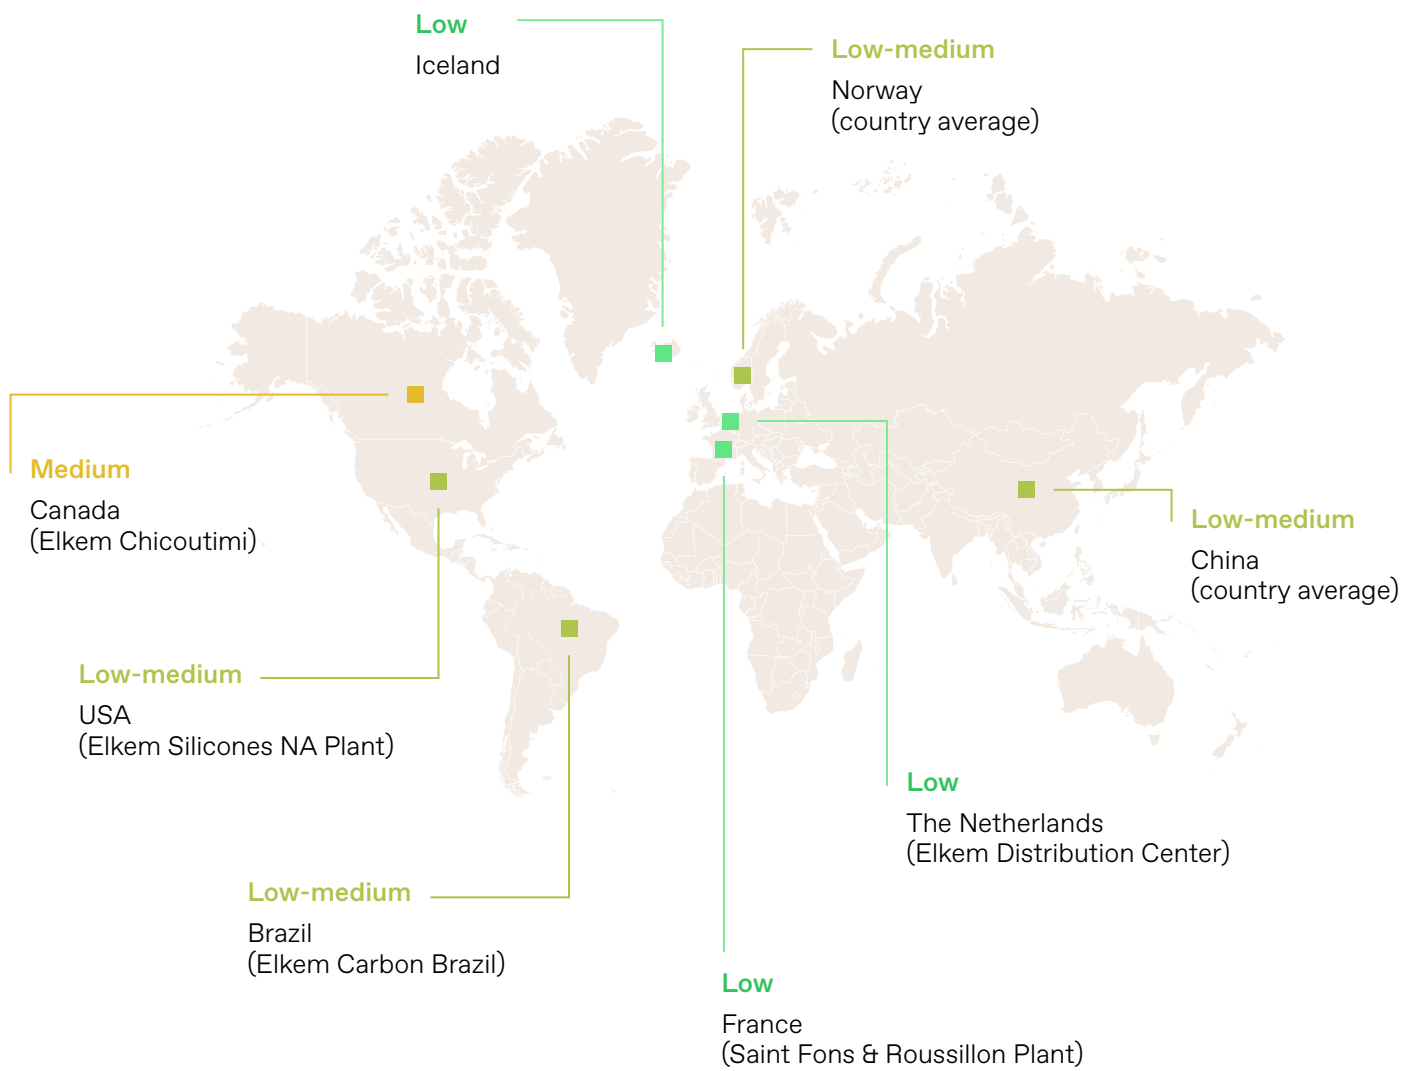 Low
Iceland
Low-medium
Norway
(country average)
Medium
Canada
(Elkem Chicoutimi)
Low-medium
China
(country average)
Low-medium
USA
(Elkem Silicones NA Plant)
Low
The Netherlands
(Elkem Distribution Center)
Low-medium
Brazil
(Elkem Carbon Brazil)
Low
France
(Saint Fons & Roussillon Plant)